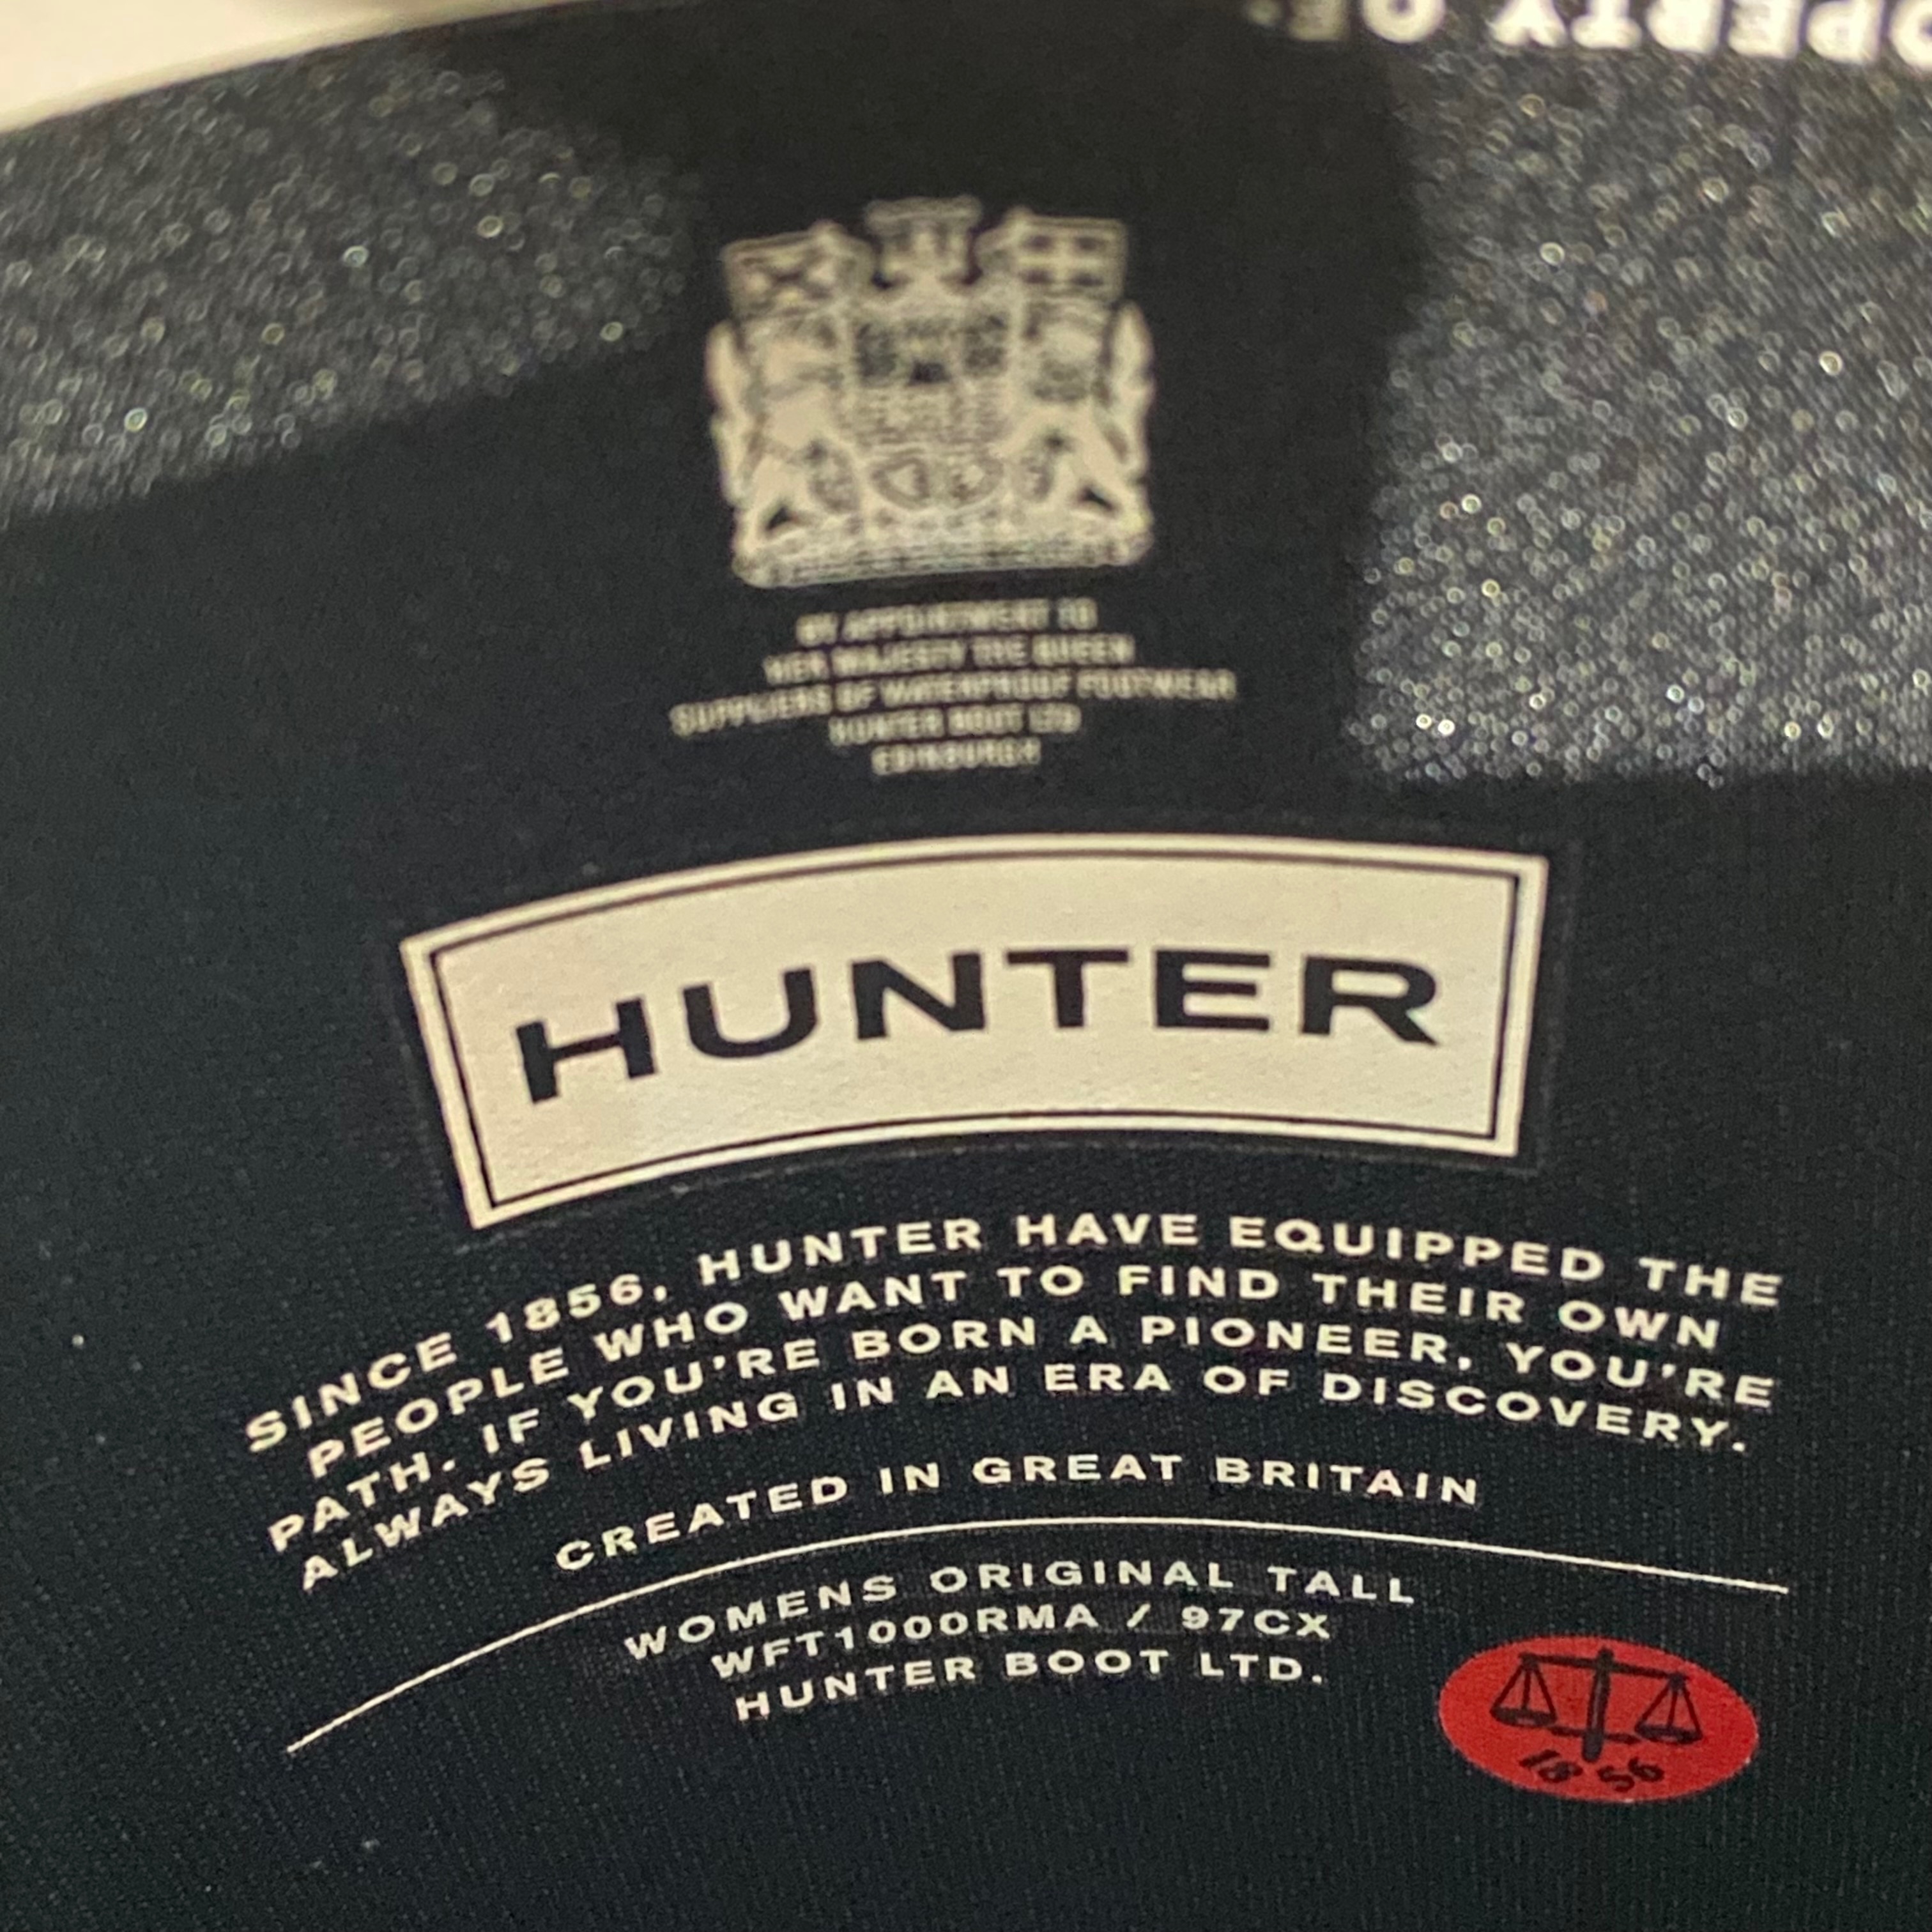 OPERTY OF
BY APPOINTMENT TO
HER MAJESTY THE QUEEN
SUPPLIERS OF WATERPROOF FOOTWEAR
HUNTER BOOT LTD
EDINBURGH
HUNTER
SINCE 1856, HUNTER HAVE EQUIPPED THE
PEOPLE WHO WANT TO FIND THEIR OWN
PATH. IF YOU'RE BORN A PIONEER, YOU'RE
ALWAYS LIVING IN AN ERA OF DISCOVERY.
CREATED IN GREAT BRITAIN
WOMENS ORIGINAL TALL
WFT1000RMA / 97CX
HUNTER BOOT LTD.
1856